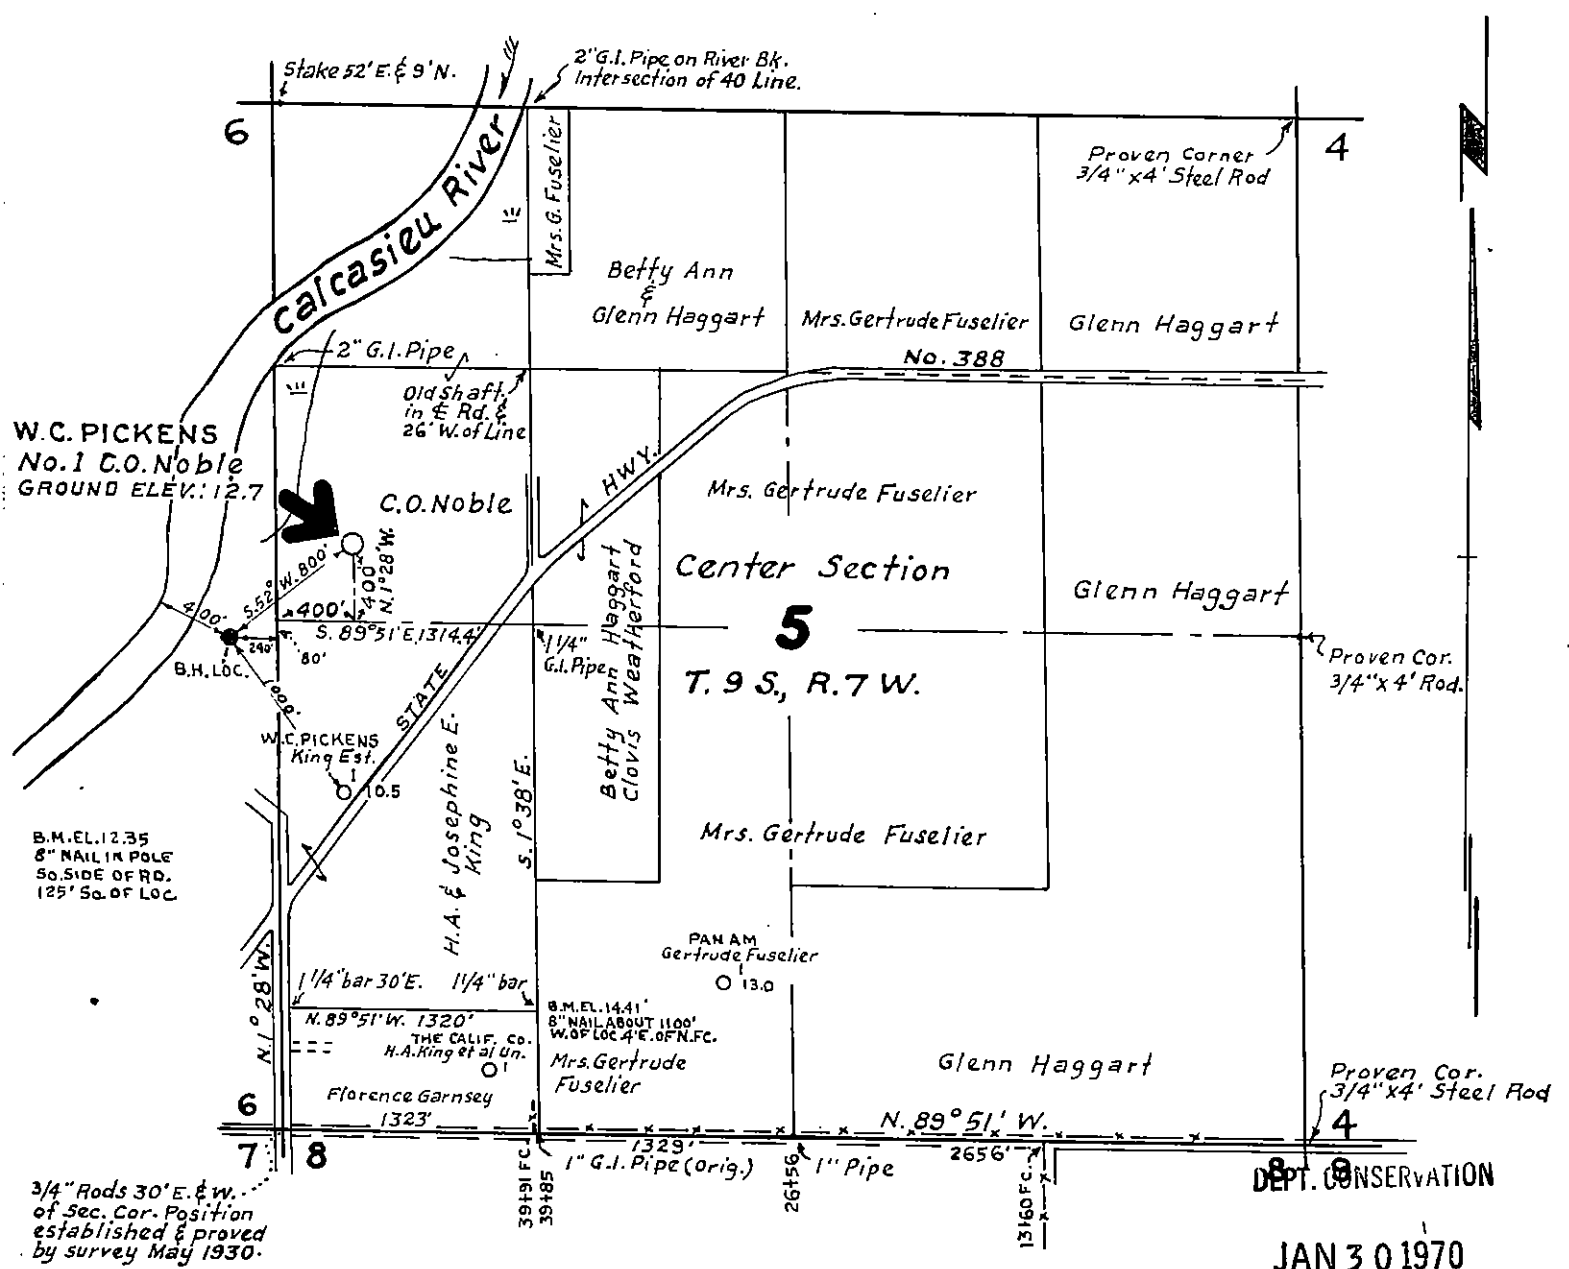 Stake 52' E. & 9' N.
2" G.I. Pipe on River Bk.
Intersection of 40 Line.
6
4
Proven Corner
3/4" x 4' Steel Rod
Calcasieu River
Mrs. G. Fuselier
Betty Ann
&
Glenn Haggart
Mrs. Gertrude Fuselier
Glenn Haggart
2" G.I. Pipe
No. 388
Old Shaft
in ℄ Rd. &
26' W. of Line
W.C. PICKENS
No. 1 C.O. Noble
GROUND ELEV.: 12.7
C.O. Noble
HWY.
Mrs. Gertrude Fuselier
S. 52° W. 800'
400'
N. 1° 28' W.
400'
400'
S. 89° 51' E. 1314.4'
240'
80'
B.H. LOC.
1000'
1 1/4"
G.I. Pipe
Betty Ann Haggart
Clovis Weatherford
Center Section
5
T. 9 S., R. 7 W.
Glenn Haggart
Proven Cor.
3/4" x 4' Rod.
STATE
W.C. PICKENS
King Est.
1
10.5
H.A. & Josephine E.
King
S. 1° 38' E.
Mrs. Gertrude Fuselier
B.M. EL. 12.35
8" NAIL IN POLE
SO. SIDE OF RD.
125' SO. OF LOC.
PAN AM
Gertrude Fuselier
1
13.0
N. 1° 28' W.
1 1/4" bar 30' E.
1 1/4" bar
N. 89° 51' W. 1320'
B.M. EL. 14.41'
8" NAIL ABOUT 1100'
W. OF LOC. 4' E. OF N. FC.
THE CALIF. CO.
H.A. King et al Un.
1
Mrs. Gertrude
Fuselier
Glenn Haggart
Florence Garnsey
1323'
N. 89° 51' W.
Proven Cor.
3/4" x 4' Steel Rod
6
4
7
8
1329'
2656'
1" G.I. Pipe (orig.)
1" Pipe
39+91 FC.
39+85
26+56
13+60 FC.
8
9
DEPT. CONSERVATION
3/4" Rods 30' E. & W.
of Sec. Cor. Position
established & proved
by survey May 1930.
JAN 30 1970